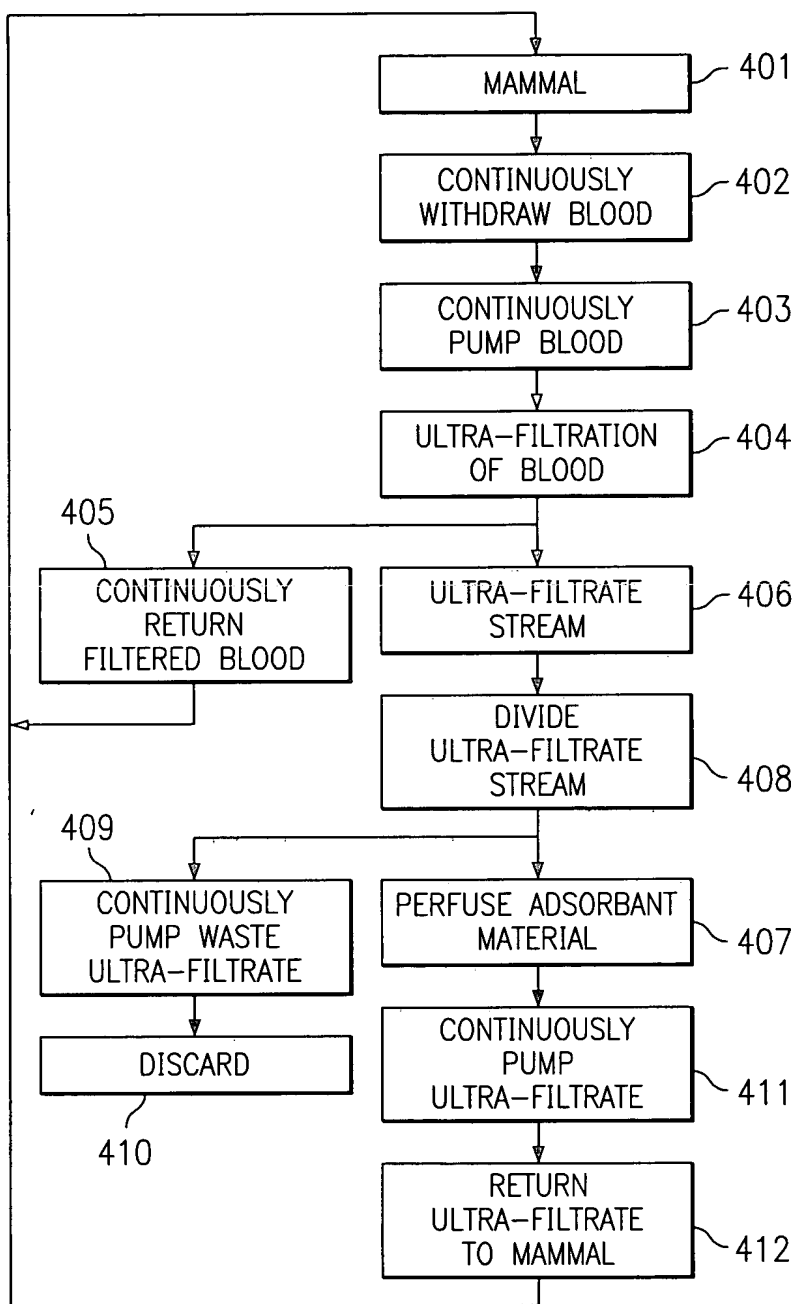 MAMMAL
401
CONTINUOUSLY
WITHDRAW BLOOD
402
CONTINUOUSLY
PUMP BLOOD
403
ULTRA-FILTRATION
OF BLOOD
404
405
CONTINUOUSLY
RETURN
FILTERED BLOOD
ULTRA-FILTRATE
STREAM
406
DIVIDE
ULTRA-FILTRATE
STREAM
408
409
CONTINUOUSLY
PUMP WASTE
ULTRA-FILTRATE
PERFUSE ADSORBANT
MATERIAL
407
DISCARD
410
CONTINUOUSLY
PUMP
ULTRA-FILTRATE
411
RETURN
ULTRA-FILTRATE
TO MAMMAL
412